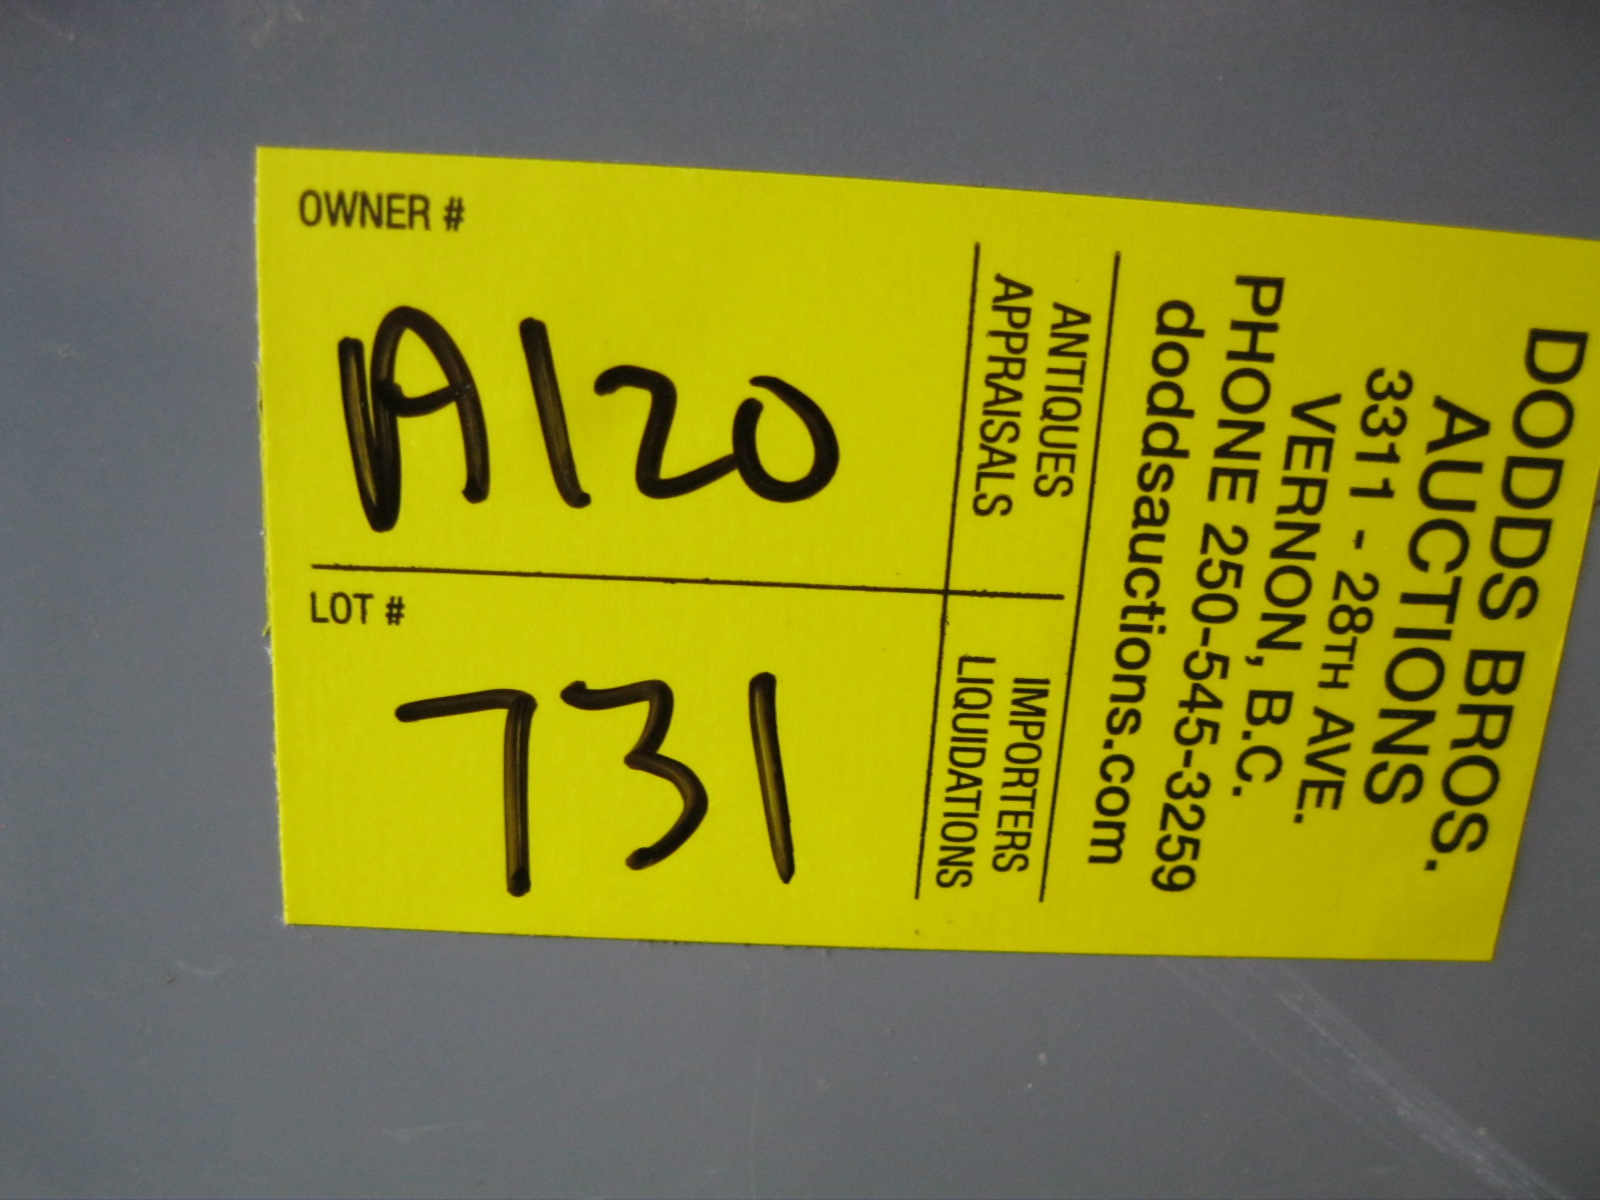 DODDS BROS.
AUCTIONS
3311 - 28TH AVE.
VERNON, B.C.
PHONE 250-545-3259
doddsauctions.com
ANTIQUES
APPRAISALS
IMPORTERS
LIQUIDATIONS
OWNER #
A120
LOT #
731